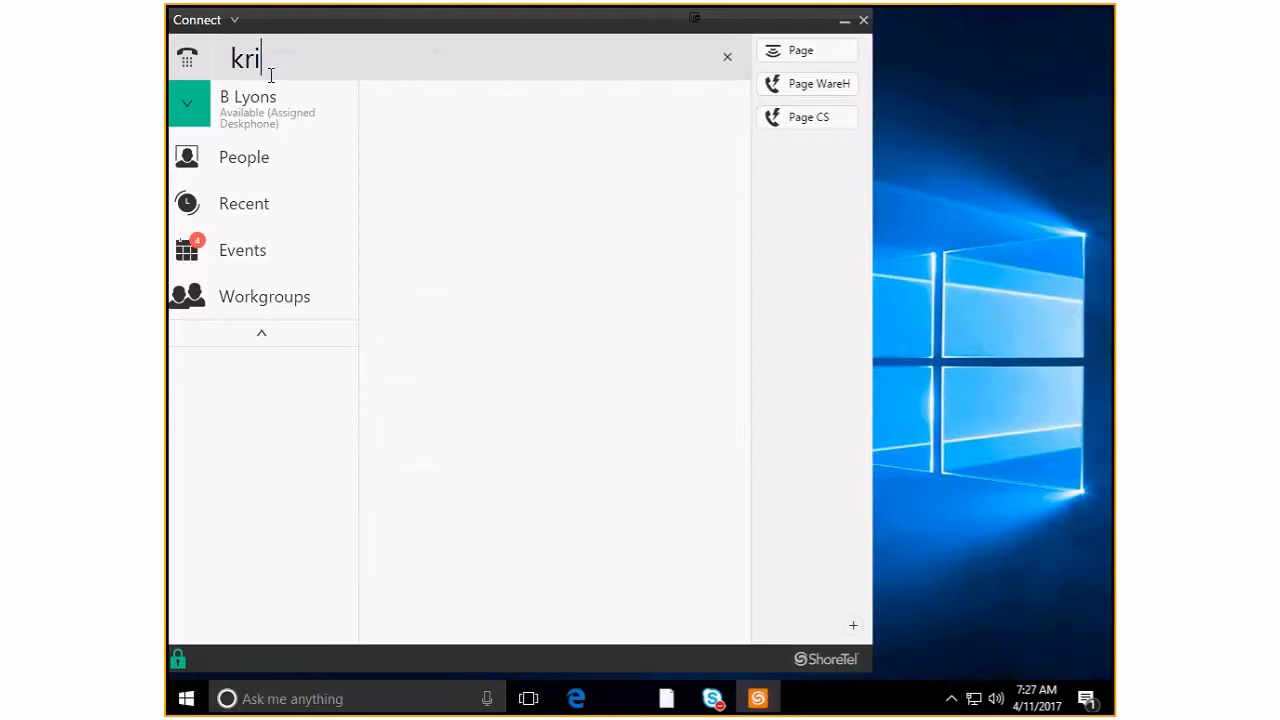 Connect
kri
B Lyons
Available (Assigned
Deskphone)
People
Recent
4
Events
Workgroups
Page
Page WareH
Page CS
ShoreTel
Ask me anything
7:27 AM
4/11/2017
1